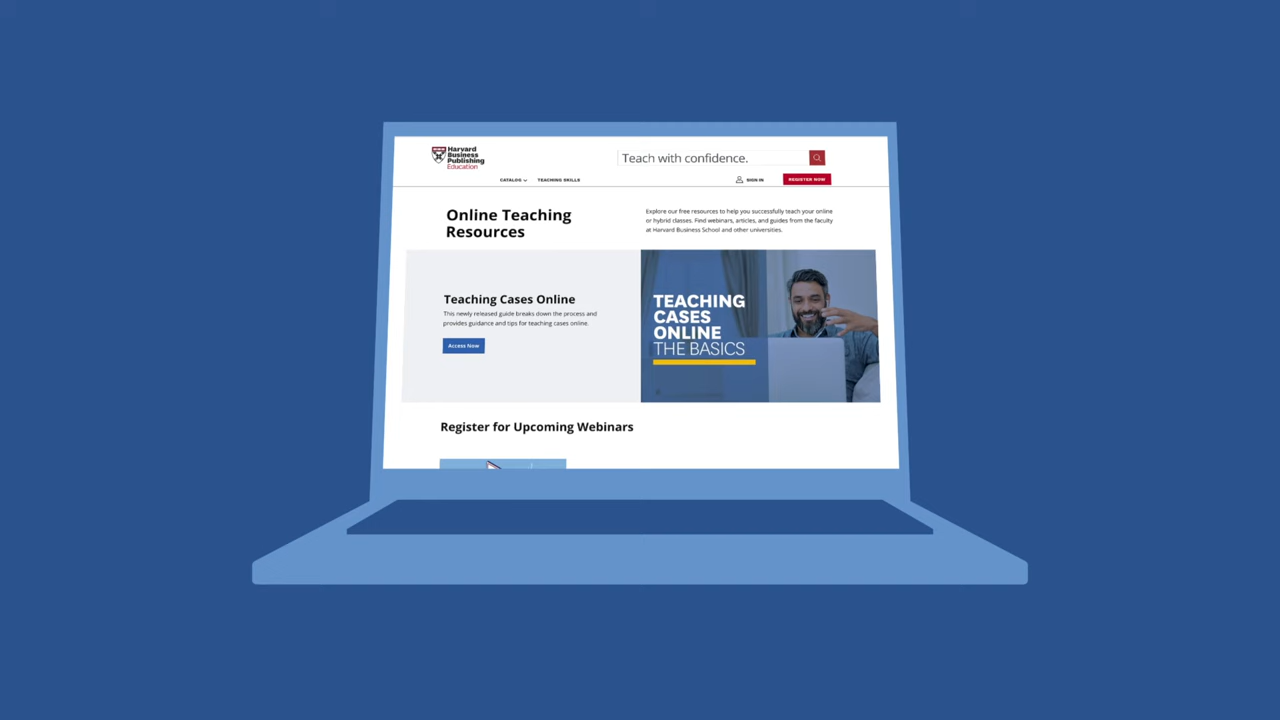 Harvard
Business
Publishing
Education
Teach with confidence.
CATALOG
TEACHING SKILLS
SIGN IN
REGISTER NOW
Online Teaching
Resources
Explore our free resources to help you successfully teach your online
or hybrid classes. Find webinars, articles, and guides from the faculty
at Harvard Business School and other universities.
Teaching Cases Online
This newly released guide breaks down the process and
provides guidance and tips for teaching cases online.
Access Now
TEACHING
CASES
ONLINE
THE BASICS
Register for Upcoming Webinars